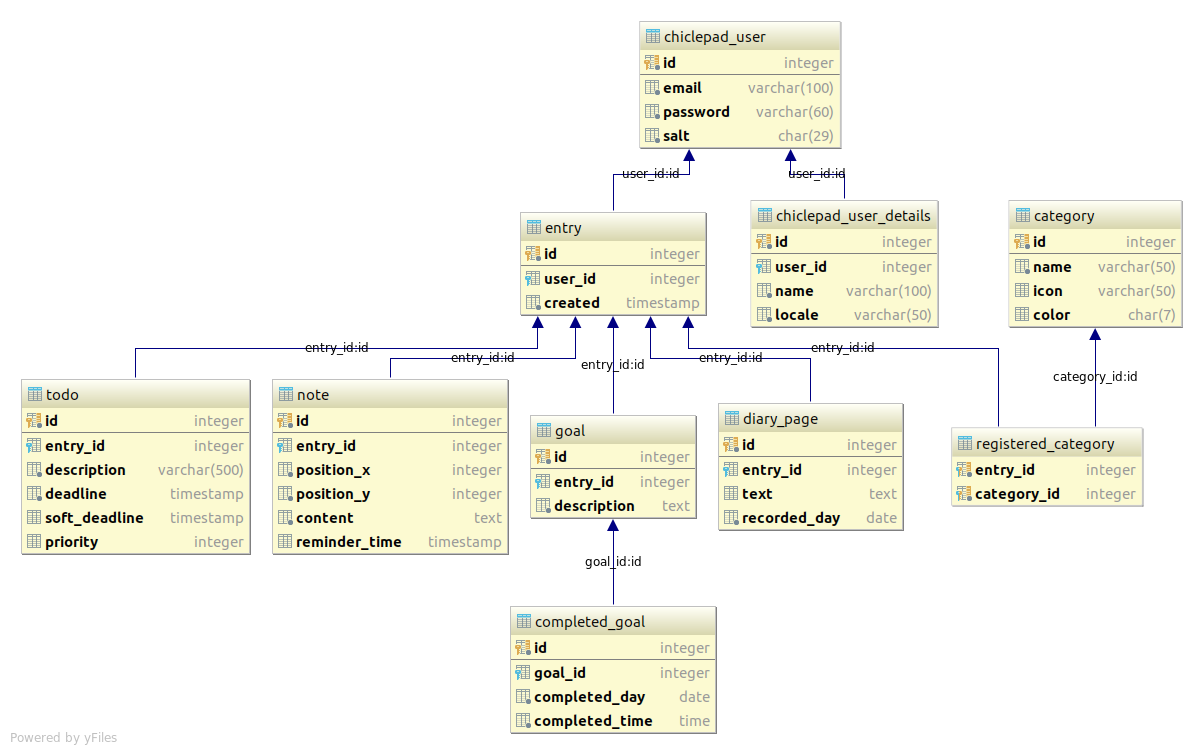 chiclepad_user
id integer
email varchar(100)
password varchar(60)
salt char(29)
user_id:id
user_id:id
entry
id integer
user_id integer
created timestamp
chiclepad_user_details
id integer
user_id integer
name varchar(100)
locale varchar(50)
category
id integer
name varchar(50)
icon varchar(50)
color char(7)
entry_id:id
entry_id:id
entry_id:id
entry_id:id
entry_id:id
category_id:id
todo
id integer
entry_id integer
description varchar(500)
deadline timestamp
soft_deadline timestamp
priority integer
note
id integer
entry_id integer
position_x integer
position_y integer
content text
reminder_time timestamp
goal
id integer
entry_id integer
description text
diary_page
id integer
entry_id integer
text text
recorded_day date
registered_category
entry_id integer
category_id integer
goal_id:id
completed_goal
id integer
goal_id integer
completed_day date
completed_time time
Powered by yFiles